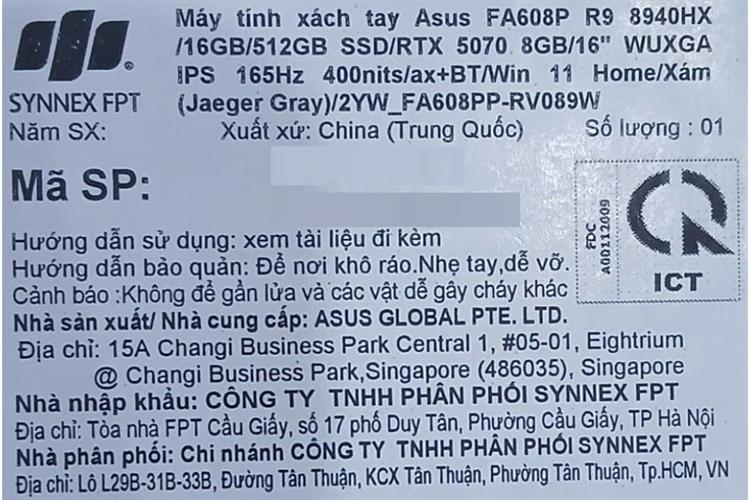 Máy tính xách tay Asus FA608P R9 8940HX
/16GB/512GB SSD/RTX 5070 8GB/16" WUXGA
IPS 165Hz 400nits/ax+BT/Win 11 Home/Xám
(Jaeger Gray)/2YW_FA608PP-RV089W
SYNNEX FPT
Năm SX: Xuất xứ: China (Trung Quốc) Số lượng : 01
Mã SP:
FDC
A00112009
ICT
Hướng dẫn sử dụng: xem tài liệu đi kèm
Hướng dẫn bảo quản: Để nơi khô ráo.Nhẹ tay,dễ vỡ.
Cảnh báo :Không để gần lửa và các vật dễ gây cháy khác
Nhà sản xuất/ Nhà cung cấp: ASUS GLOBAL PTE. LTD.
Địa chỉ: 15A Changi Business Park Central 1, #05-01, Eightrium
@ Changi Business Park,Singapore (486035), Singapore
Nhà nhập khẩu: CÔNG TY TNHH PHÂN PHỐI SYNNEX FPT
Địa chỉ: Tòa nhà FPT Cầu Giấy, số 17 phố Duy Tân, Phường Cầu Giấy, TP Hà Nội
Nhà phân phối: Chi nhánh CÔNG TY TNHH PHÂN PHỐI SYNNEX FPT
Địa chỉ: Lô L29B-31B-33B, Đường Tân Thuận, KCX Tân Thuận, Phường Tân Thuận, Tp.HCM, VN